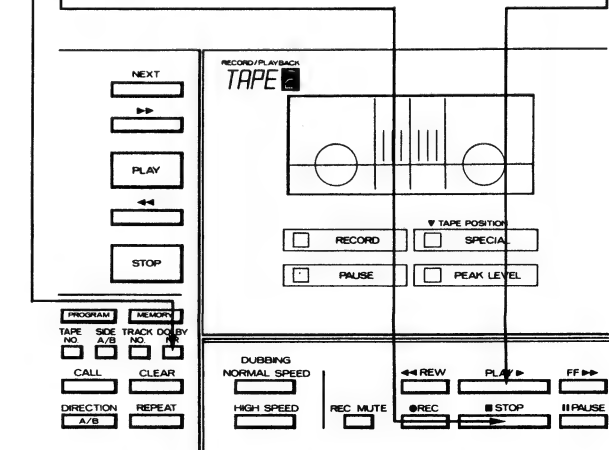 NEXT
▶▶
PLAY
◀◀
STOP
PROGRAM MEMORY
TAPE NO. SIDE A/B TRACK NO. DOLBY NR
CALL CLEAR
DIRECTION A/B REPEAT
RECORD/PLAYBACK
TAPE 2
▼ TAPE POSITION
RECORD SPECIAL
PAUSE PEAK LEVEL
DUBBING
NORMAL SPEED
HIGH SPEED
◀◀ REW PLAY ▶ FF ▶▶
REC MUTE ●REC ■ STOP II PAUSE